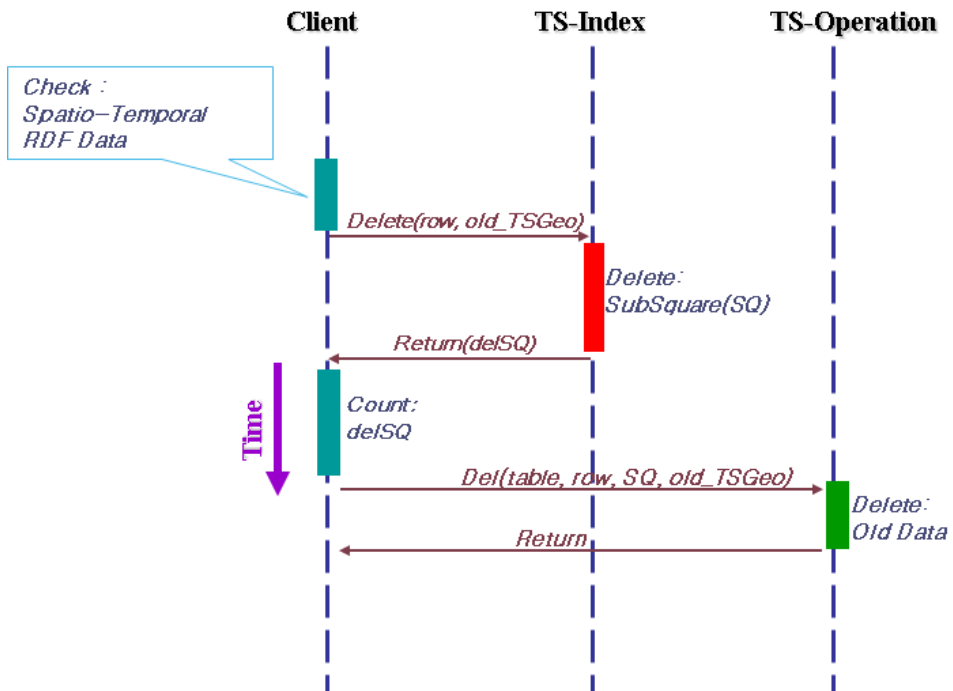 Client
TS-Index
TS-Operation
Check :
Spatio-Temporal
RDF Data
Delete(row, old_TSGeo)
Delete:
SubSquare(SQ)
Return(delSQ)
Time
Count:
delSQ
Del(table, row, SQ, old_TSGeo)
Delete:
Old Data
Return